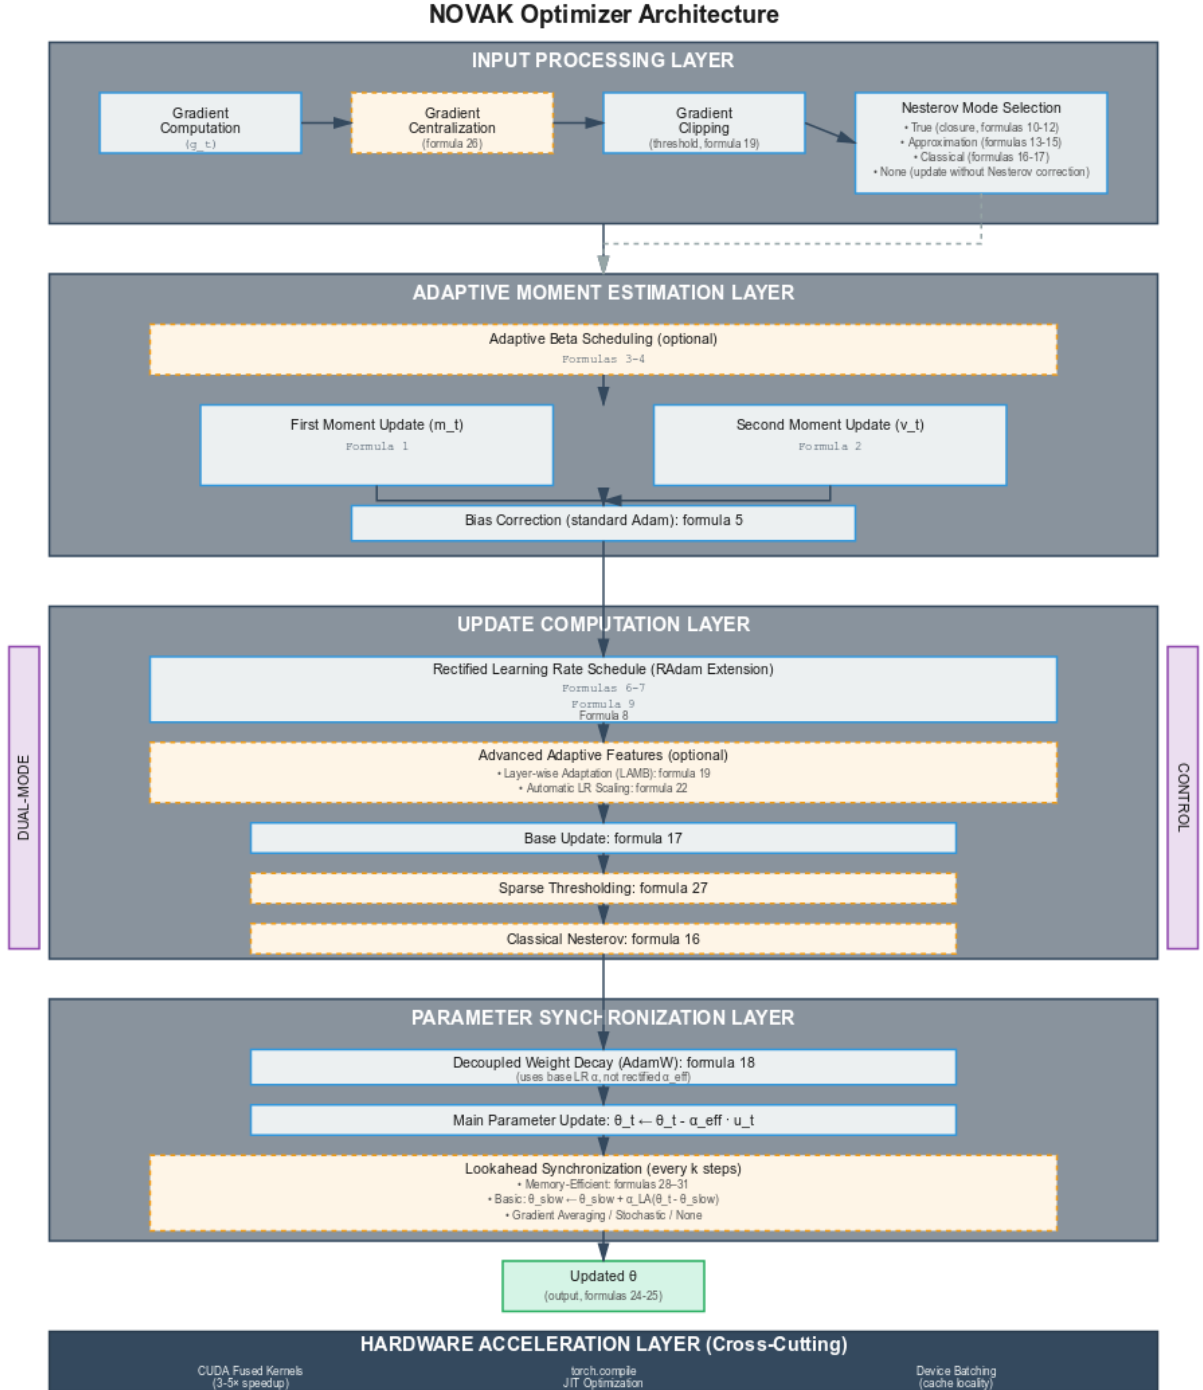 NOVAK Optimizer Architecture
INPUT PROCESSING LAYER
Gradient
Computation
(g_t)
Gradient
Centralization
(formula 26)
Gradient
Clipping
(threshold, formula 19)
Nesterov Mode Selection
• True (closure, formulas 10-12)
• Approximation (formulas 13-15)
• Classical (formulas 16-17)
• None (update without Nesterov correction)
ADAPTIVE MOMENT ESTIMATION LAYER
Adaptive Beta Scheduling (optional)
Formulas 3-4
First Moment Update (m_t)
Formula 1
Second Moment Update (v_t)
Formula 2
Bias Correction (standard Adam): formula 5
UPDATE COMPUTATION LAYER
DUAL-MODE
CONTROL
Rectified Learning Rate Schedule (RAdam Extension)
Formulas 6-7
Formula 9
Formula 8
Advanced Adaptive Features (optional)
• Layer-wise Adaptation (LAMB): formula 19
• Automatic LR Scaling: formula 22
Base Update: formula 17
Sparse Thresholding: formula 27
Classical Nesterov: formula 16
PARAMETER SYNCHRONIZATION LAYER
Decoupled Weight Decay (AdamW): formula 18
(uses base LR α, not rectified α_eff)
Main Parameter Update: θ_t ← θ_t - α_eff · u_t
Lookahead Synchronization (every k steps)
• Memory-Efficient: formulas 28–31
• Basic: θ_slow ← θ_slow + α_LA(θ_t - θ_slow)
• Gradient Averaging / Stochastic / None
Updated θ
(output, formulas 24-25)
HARDWARE ACCELERATION LAYER (Cross-Cutting)
CUDA Fused Kernels
(3-5× speedup)
torch.compile
JIT Optimization
Device Batching
(cache locality)